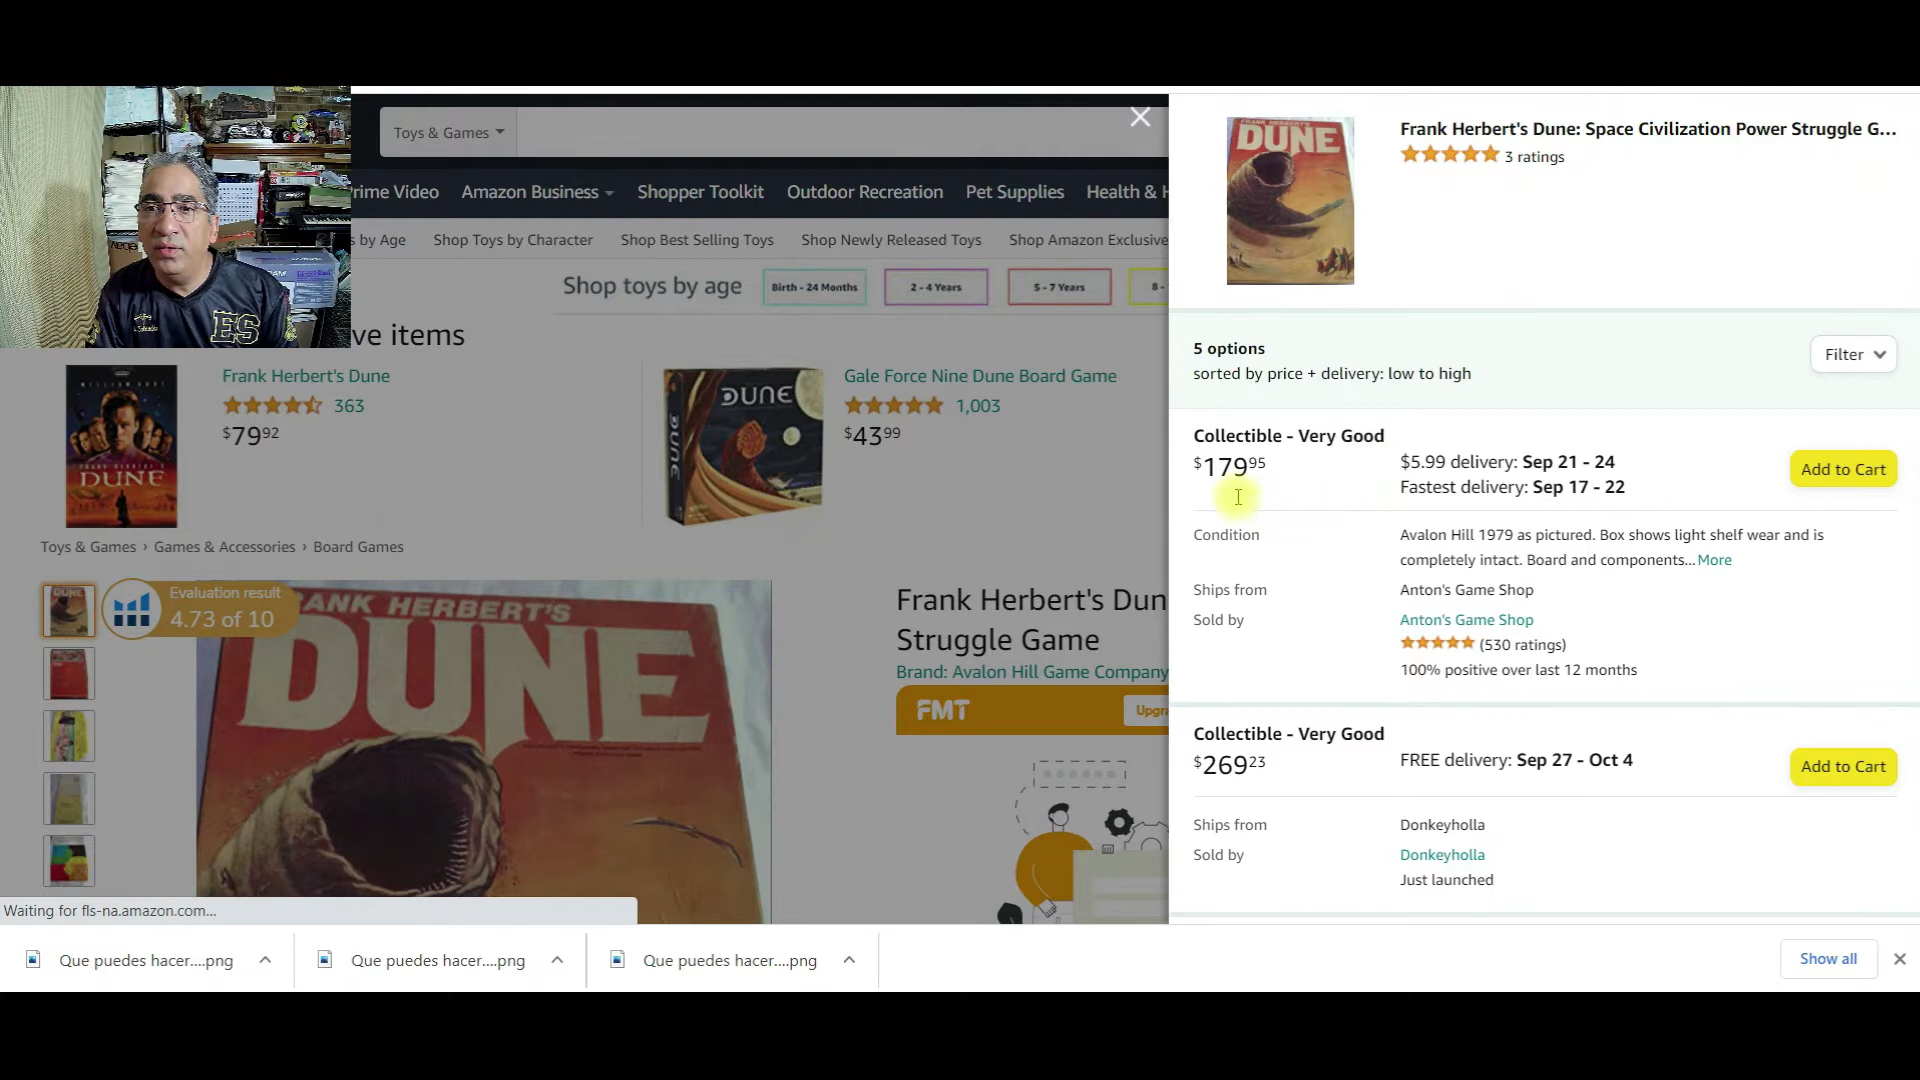 Toys & Games
Prime Video
Amazon Business
Shopper Toolkit
Outdoor Recreation
Pet Supplies
Health & H
s by Age
Shop Toys by Character
Shop Best Selling Toys
Shop Newly Released Toys
Shop Amazon Exclusive
Shop toys by age
Birth - 24 Months
2 - 4 Years
5 - 7 Years
8 -
ve items
Frank Herbert's Dune
363
$79 92
DUNE
Gale Force Nine Dune Board Game
1,003
$43 99
DUNE
DUNE
Toys & Games › Games & Accessories › Board Games
Evaluation result
4.73 of 10
DUNE
ANK HERBERT'S
DUNE
Frank Herbert's Dun
Struggle Game
Brand: Avalon Hill Game Company
FMT
Upgra
ES
FRANK HERBERT'S
DUNE
Frank Herbert's Dune: Space Civilization Power Struggle G...
3 ratings
5 options
sorted by price + delivery: low to high
Filter
Collectible - Very Good
$179 95
$5.99 delivery: Sep 21 - 24
Fastest delivery: Sep 17 - 22
Add to Cart
Condition
Avalon Hill 1979 as pictured. Box shows light shelf wear and is
completely intact. Board and components... More
Ships from
Anton's Game Shop
Sold by
Anton's Game Shop
(530 ratings)
100% positive over last 12 months
Collectible - Very Good
$269 23
FREE delivery: Sep 27 - Oct 4
Add to Cart
Ships from
Donkeyholla
Sold by
Donkeyholla
Just launched
Waiting for fls-na.amazon.com...
Que puedes hacer....png
Que puedes hacer....png
Que puedes hacer....png
Show all